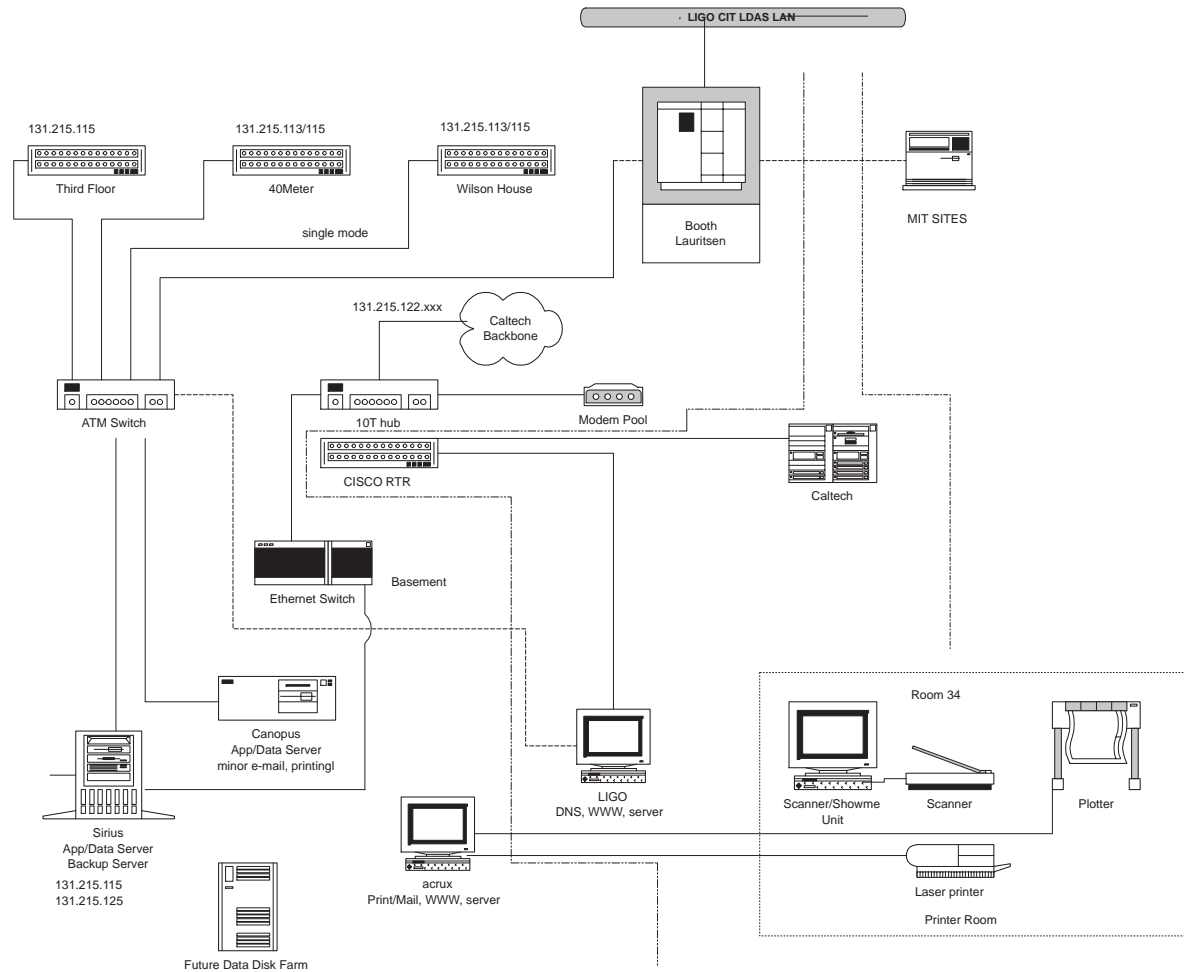 LIGO CIT LDAS LAN
131.215.115
131.215.113/115
131.215.113/115
Third Floor
40Meter
Wilson House
MIT SITES
Booth
Lauritsen
single mode
131.215.122.xxx
Caltech
Backbone
ATM Switch
10T hub
Modem Pool
CISCO RTR
Caltech
Basement
Ethernet Switch
Room 34
Canopus
App/Data Server
minor e-mail, printingl
LIGO
DNS, WWW, server
Scanner/Showme
Unit
Scanner
Plotter
Sirius
App/Data Server
Backup Server
131.215.115
131.215.125
acrux
Print/Mail, WWW, server
Laser printer
Printer Room
Future Data Disk Farm